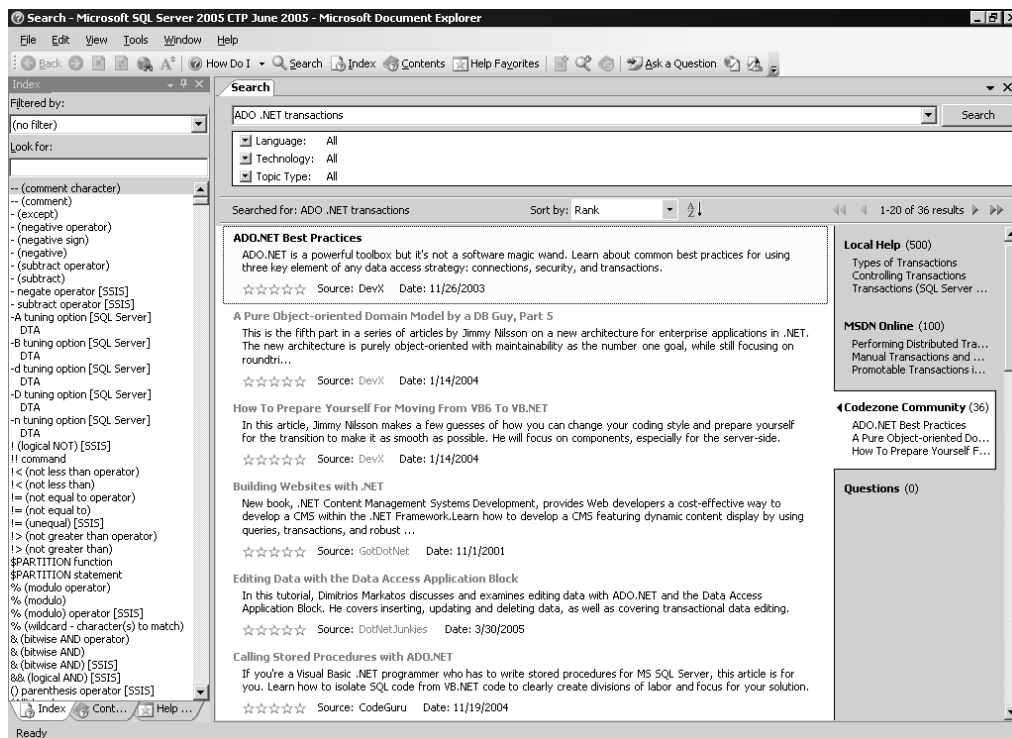 Search - Microsoft SQL Server 2005 CTP June 2005 - Microsoft Document Explorer
File Edit View Tools Window Help
Back How Do I Search Index Contents Help Favorites Ask a Question
Index
Filtered by:
(no filter)
Look for:
-- (comment character)
-- (comment)
- (except)
- (negative operator)
- (negative sign)
- (negative)
- (subtract operator)
- (subtract)
- negate operator [SSIS]
- subtract operator [SSIS]
-A tuning option [SQL Server]
DTA
-B tuning option [SQL Server]
DTA
-d tuning option [SQL Server]
DTA
-D tuning option [SQL Server]
DTA
-n tuning option [SQL Server]
DTA
! (logical NOT) [SSIS]
!! command
!< (not less than operator)
!< (not less than)
!= (not equal to operator)
!= (not equal to)
!= (unequal) [SSIS]
!> (not greater than operator)
!> (not greater than)
$PARTITION function
$PARTITION statement
% (modulo operator)
% (modulo)
% (modulo) operator [SSIS]
% (wildcard - character(s) to match)
& (bitwise AND operator)
& (bitwise AND)
& (bitwise AND) [SSIS]
&& (logical AND) [SSIS]
() parenthesis operator [SSIS]
Index Cont... Help ...
Search
ADO .NET transactions
Search
Language: All
Technology: All
Topic Type: All
Searched for: ADO .NET transactions Sort by: Rank 1-20 of 36 results
ADO.NET Best Practices
ADO.NET is a powerful toolbox but it's not a software magic wand. Learn about common best practices for using
three key element of any data access strategy: connections, security, and transactions.
Source: DevX Date: 11/26/2003
A Pure Object-oriented Domain Model by a DB Guy, Part 5
This is the fifth part in a series of articles by Jimmy Nilsson on a new architecture for enterprise applications in .NET.
The new architecture is purely object-oriented with maintainability as the number one goal, while still focusing on
roundtri...
Source: DevX Date: 1/14/2004
How To Prepare Yourself For Moving From VB6 To VB.NET
In this article, Jimmy Nilsson makes a few guesses of how you can change your coding style and prepare yourself
for the transition to make it as smooth as possible. He will focus on components, especially for the server-side.
Source: DevX Date: 1/14/2004
Building Websites with .NET
New book, .NET Content Management Systems Development, provides Web developers a cost-effective way to
develop a CMS within the .NET Framework.Learn how to develop a CMS featuring dynamic content display by using
queries, transactions, and robust ...
Source: GotDotNet Date: 11/1/2001
Editing Data with the Data Access Application Block
In this tutorial, Dimitrios Markatos discusses and examines editing data with ADO.NET and the Data Access
Application Block. He covers inserting, updating and deleting data, as well as covering transactional data editing.
Source: DotNetJunkies Date: 3/30/2005
Calling Stored Procedures with ADO.NET
If you're a Visual Basic .NET programmer who has to write stored procedures for MS SQL Server, this article is for
you. Learn how to isolate SQL code from VB.NET code to clearly create divisions of labor and focus for your solution.
Source: CodeGuru Date: 11/19/2004
Local Help (500)
Types of Transactions
Controlling Transactions
Transactions (SQL Server ...
MSDN Online (100)
Performing Distributed Tra...
Manual Transactions and ...
Promotable Transactions i...
Codezone Community (36)
ADO.NET Best Practices
A Pure Object-oriented Do...
How To Prepare Yourself F...
Questions (0)
Ready